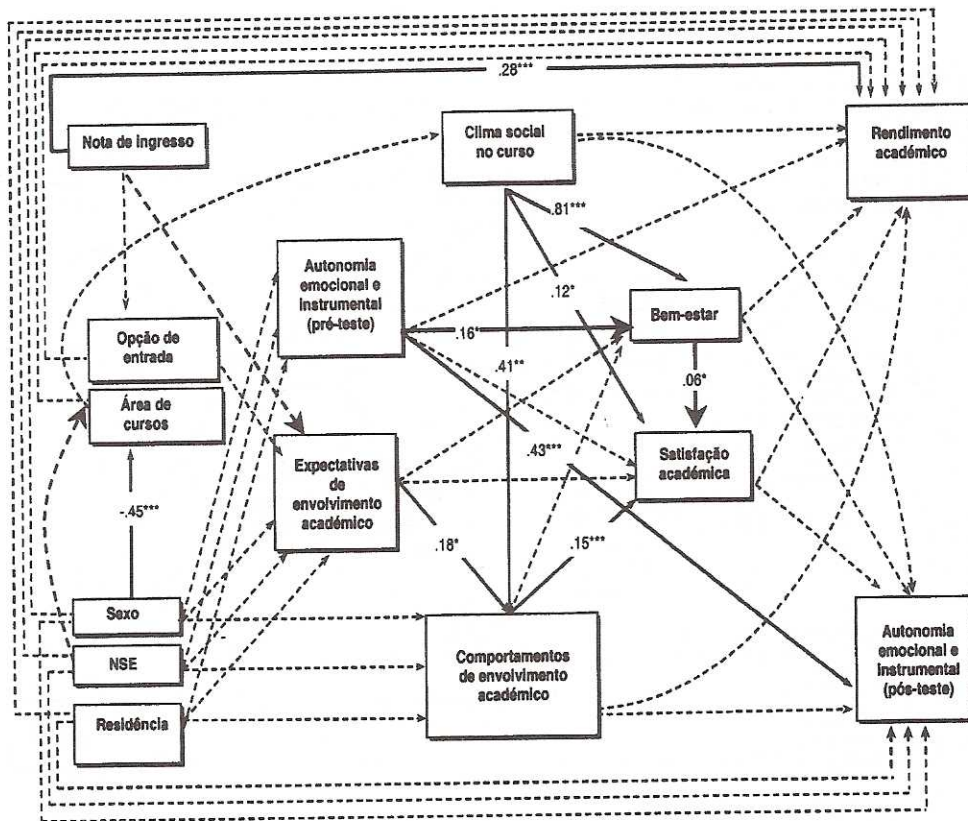 .28***
Nota de ingresso
Clima social
no curso
Rendimento
académico
.81***
Autonomia
emocional e
instrumental
(pré-teste)
.12*
Bem-estar
.16*
Opção de
entrada
.41**
.06*
Área de
cursos
Expectativas
de
envolvimento
académico
.43***
Satisfação
académica
-.45***
.18*
.15***
Sexo
NSE
Residência
Comportamentos
de envolvimento
académico
Autonomia
emocional e
instrumental
(pós-teste)